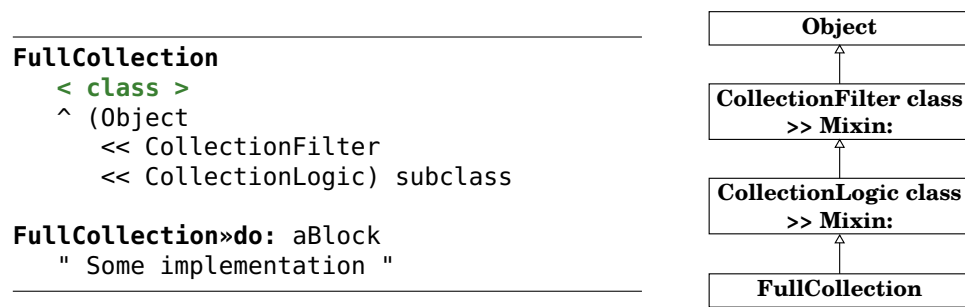 FullCollection
< class >
^ (Object
<< CollectionFilter
<< CollectionLogic) subclass
FullCollection»do: aBlock
" Some implementation "
Object
CollectionFilter class
>> Mixin:
CollectionLogic class
>> Mixin:
FullCollection